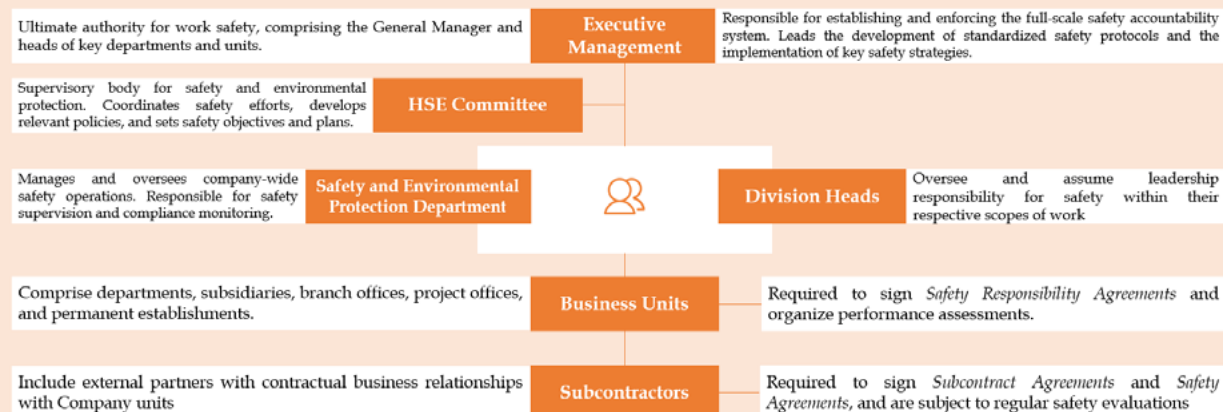 Ultimate authority for work safety, comprising the General Manager and
heads of key departments and units.
Executive
Management
Responsible for establishing and enforcing the full-scale safety accountability
system. Leads the development of standardized safety protocols and the
implementation of key safety strategies.
Supervisory body for safety and environmental
protection. Coordinates safety efforts, develops
relevant policies, and sets safety objectives and plans.
HSE Committee
Manages and oversees company-wide
safety operations. Responsible for safety
supervision and compliance monitoring.
Safety and Environmental
Protection Department
Division Heads
Oversee and assume leadership
responsibility for safety within their
respective scopes of work
Comprise departments, subsidiaries, branch offices, project offices,
and permanent establishments.
Business Units
Required to sign Safety Responsibility Agreements and
organize performance assessments.
Include external partners with contractual business relationships
with Company units
Subcontractors
Required to sign Subcontract Agreements and Safety
Agreements, and are subject to regular safety evaluations